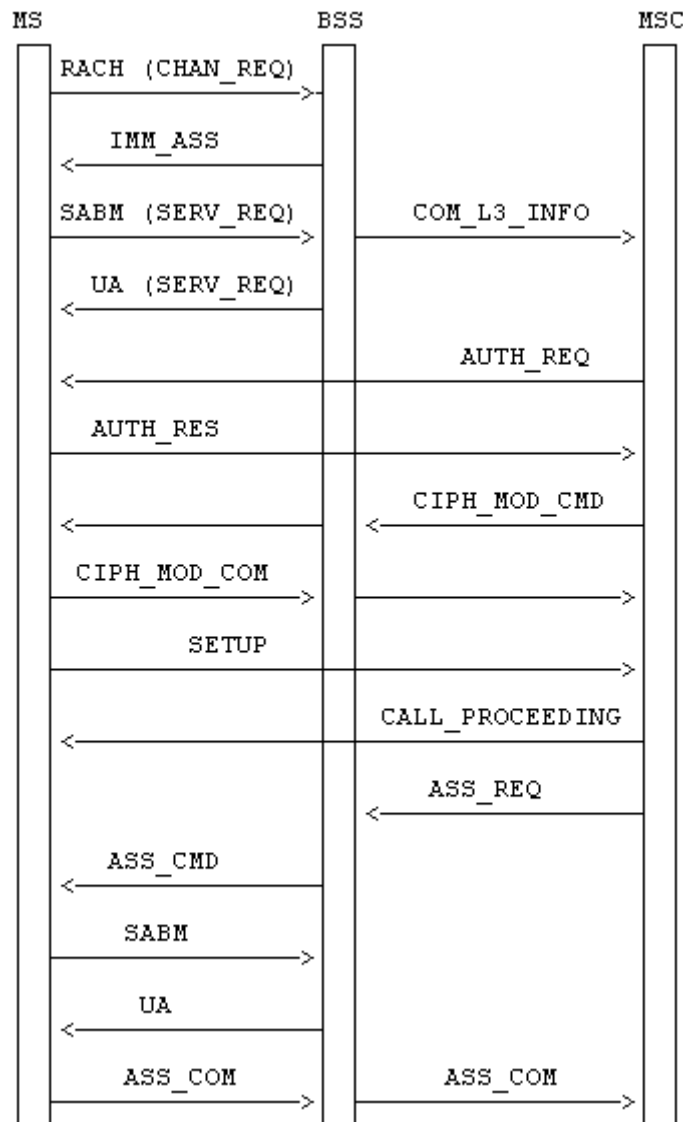 MS BSS MSC
RACH (CHAN_REQ)
IMM_ASS
SABM (SERV_REQ) COM_L3_INFO
UA (SERV_REQ)
AUTH_REQ
AUTH_RES
CIPH_MOD_CMD
CIPH_MOD_COM
SETUP
CALL_PROCEEDING
ASS_REQ
ASS_CMD
SABM
UA
ASS_COM ASS_COM